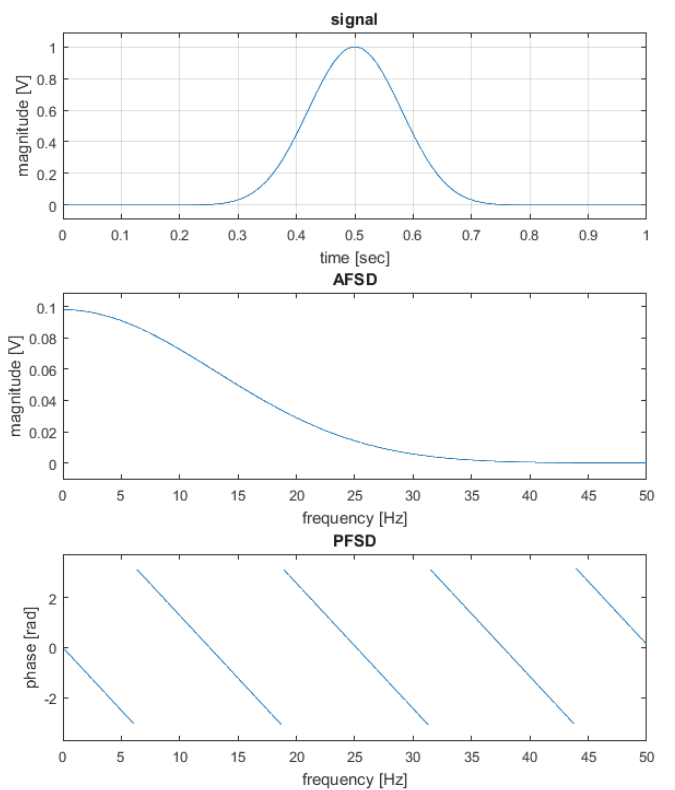 signal
1
0.8
0.6
0.4
0.2
0
magnitude [V]
0 0.1 0.2 0.3 0.4 0.5 0.6 0.7 0.8 0.9 1
time [sec]
AFSD
0.1
0.08
0.06
0.04
0.02
0
magnitude [V]
0 5 10 15 20 25 30 35 40 45 50
frequency [Hz]
PFSD
2
0
-2
phase [rad]
0 5 10 15 20 25 30 35 40 45 50
frequency [Hz]